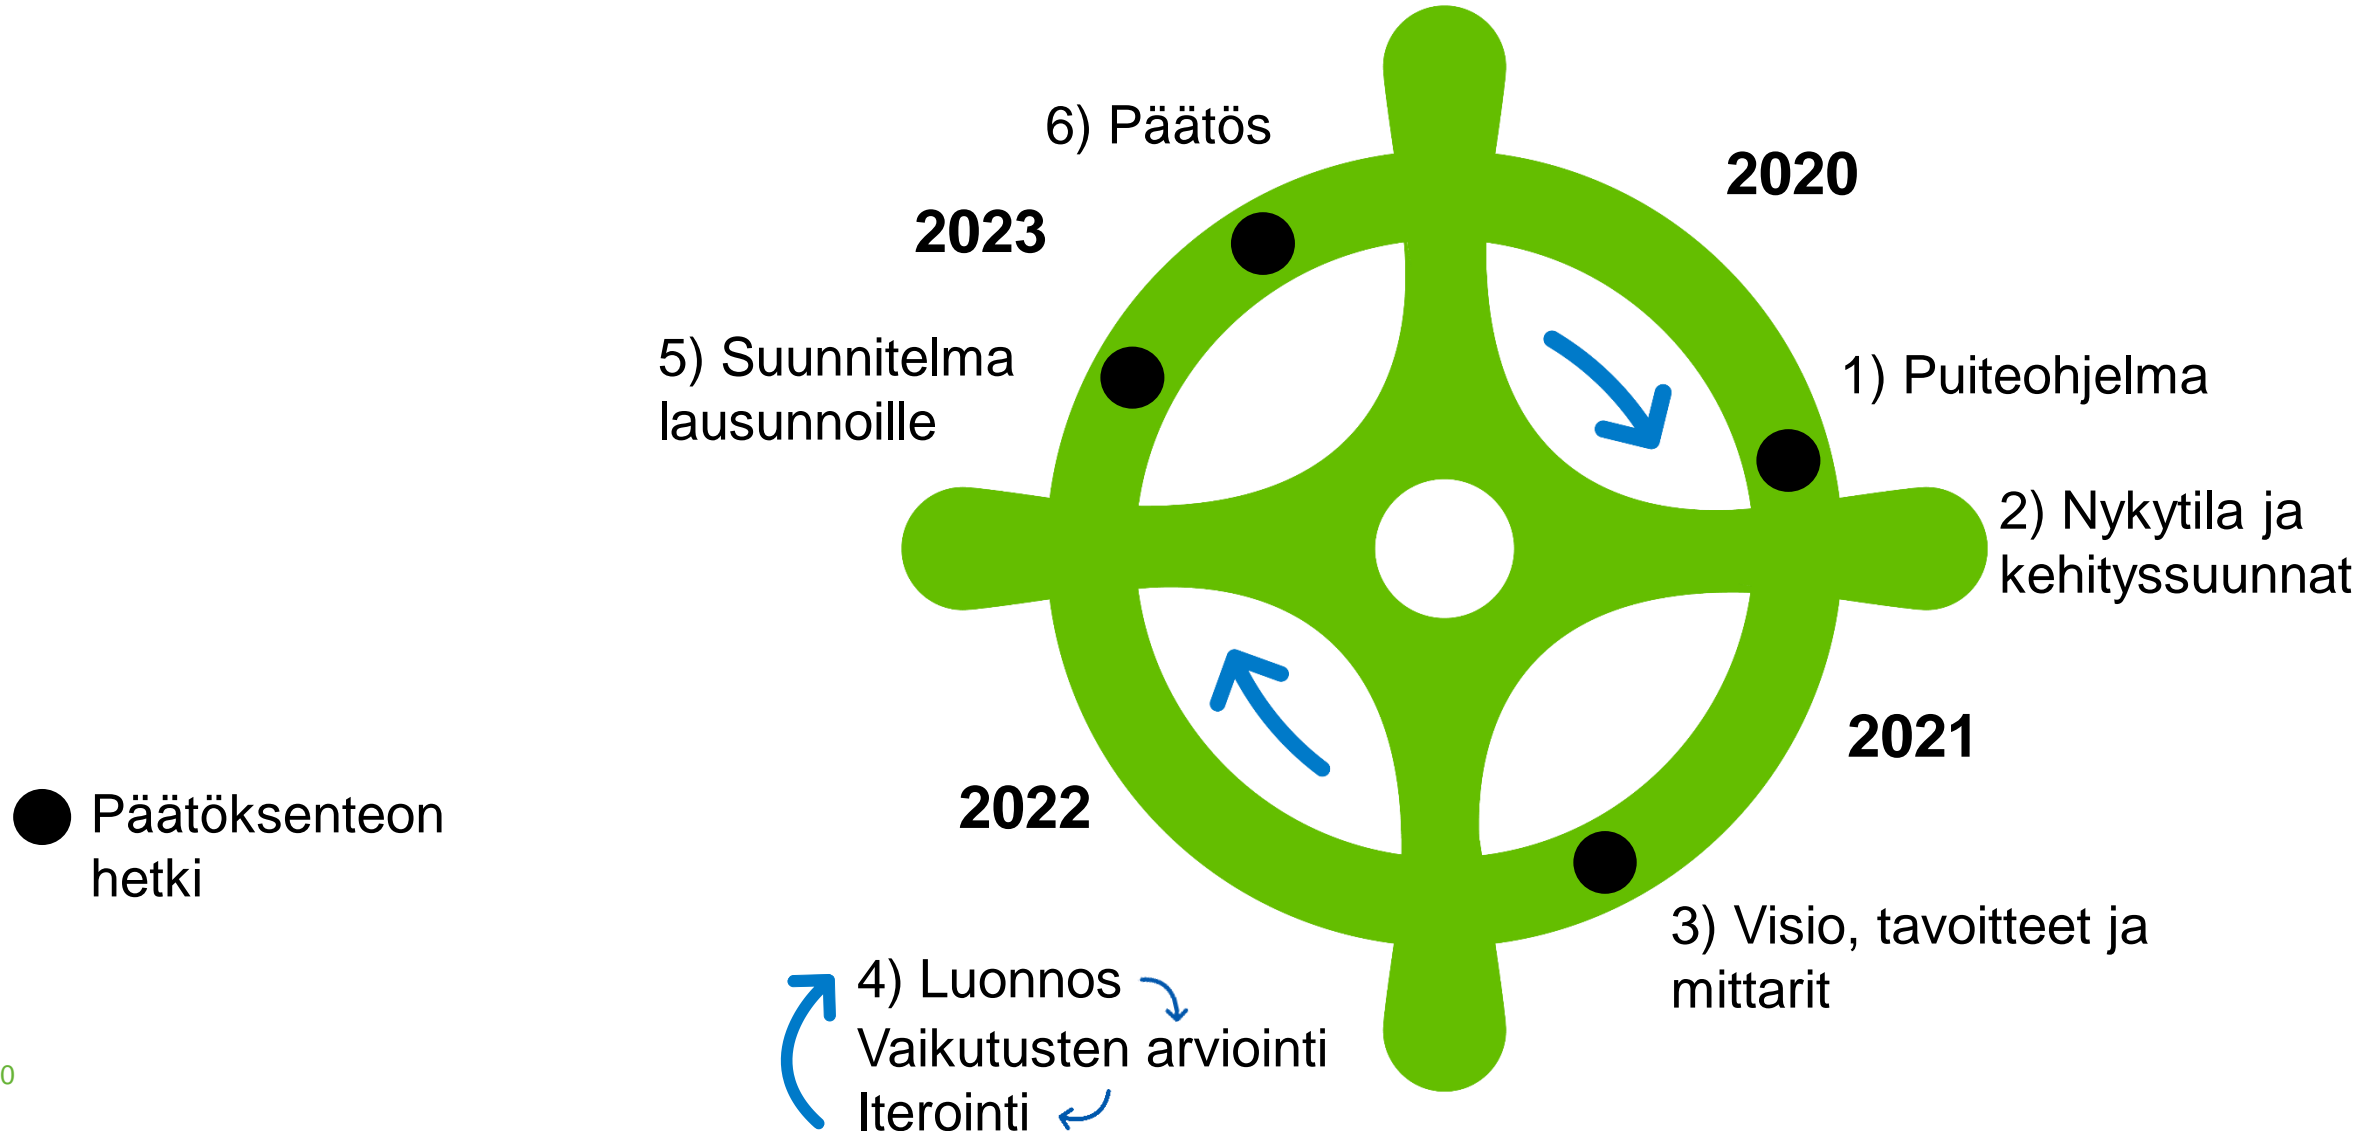 6) Päätös
2020
2023
5) Suunnitelma
lausunnoille
1) Puiteohjelma
2) Nykytila ja
kehityssuunnat
2021
2022
Päätöksenteon
hetki
3) Visio, tavoitteet ja
mittarit
4) Luonnos
Vaikutusten arviointi
Iterointi
0